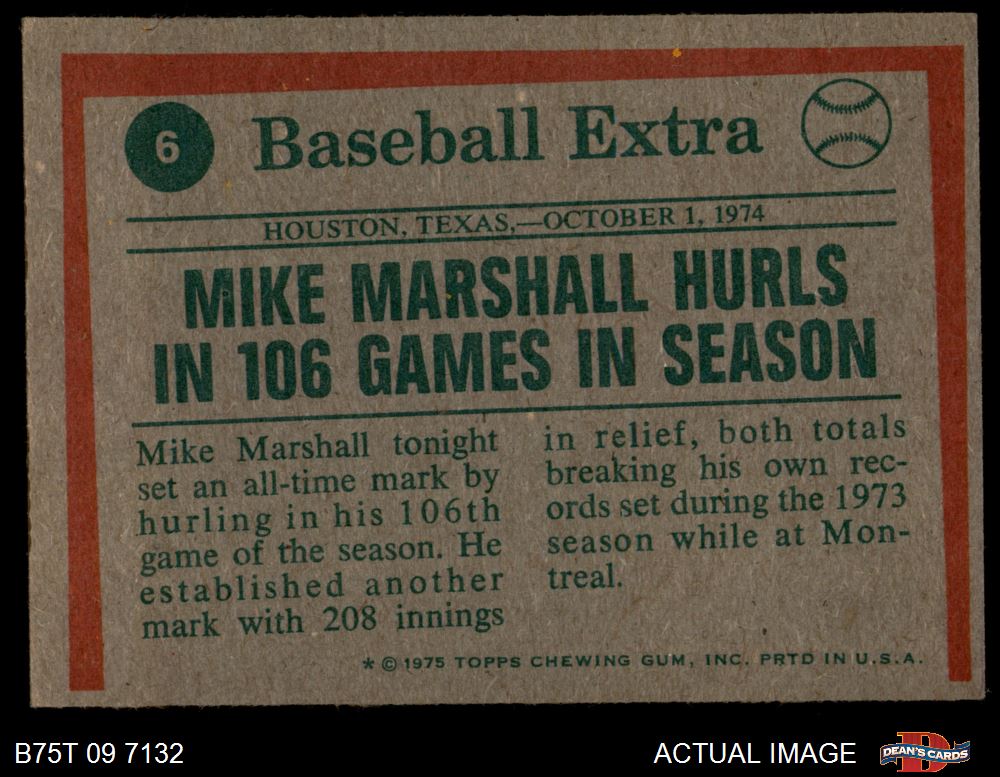 6
Baseball Extra
HOUSTON, TEXAS,—OCTOBER 1, 1974
MIKE MARSHALL HURLS
IN 106 GAMES IN SEASON
Mike Marshall tonight
set an all-time mark by
hurling in his 106th
game of the season. He
established another
mark with 208 innings
in relief, both totals
breaking his own rec-
ords set during the 1973
season while at Mon-
treal.
* © 1975 TOPPS CHEWING GUM, INC. PRTD IN U.S.A.
B75T 09 7132
ACTUAL IMAGE
D
DEAN'S CARDS